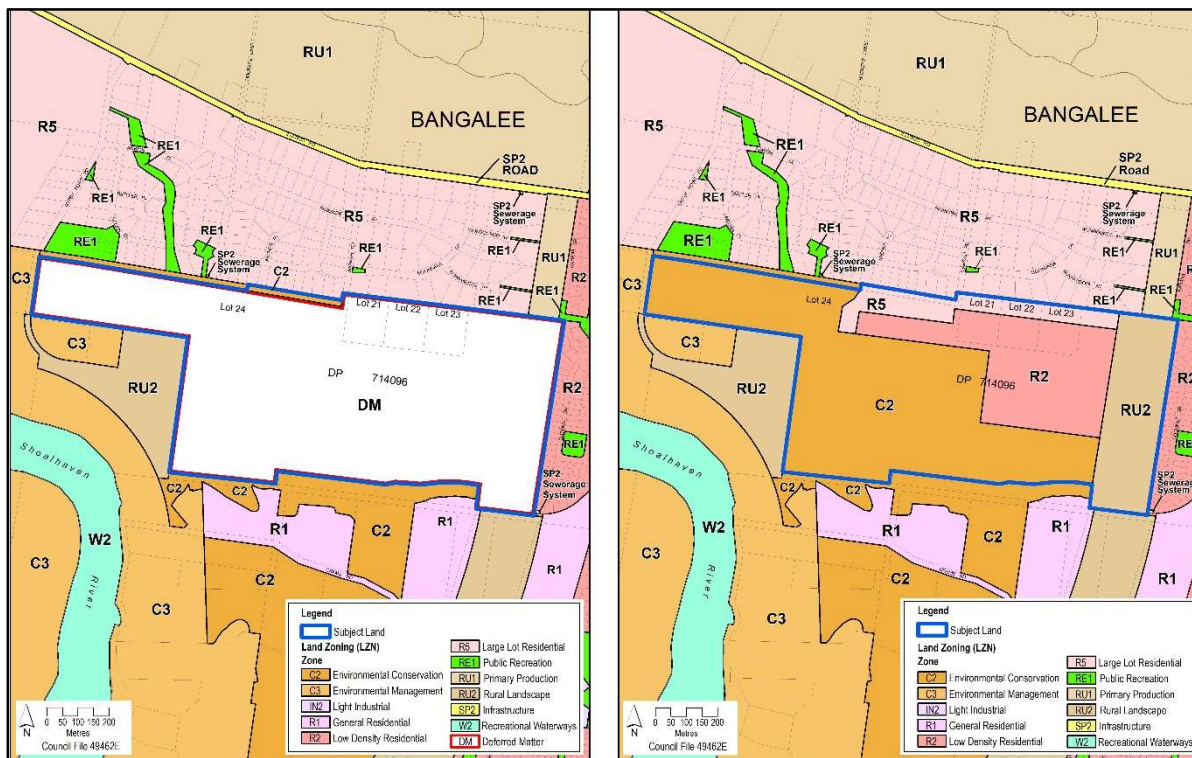 RU1
BANGALEE
R5
RE1
RE1
SP2
ROAD
R5
SP2
Sewerage
System
RE1
RE1
SP2
Sewerage
System
C2
RE1
RE1
RU1
R2
RE1
RE1
C3
Lot 24
Lot 21 Lot 22 Lot 23
C3
RU2
DP 714096
DM
R2
RE1
Shoalhaven
River
W2
C3
C2
C2
R1
C2
R1
SP2
Sewerage
System
C2
C3
R1
Legend
Subject Land
Land Zoning (LZN)
Zone
C2 Environmental Conservation
C3 Environmental Management
IN2 Light Industrial
R1 General Residential
R2 Low Density Residential
R5 Large Lot Residential
RE1 Public Recreation
RU1 Primary Production
RU2 Rural Landscape
SP2 Infrastructure
W2 Recreational Waterways
DM Deferred Matter
N
0 50 100 150 200
Metres
Council File 49462E
RU1
BANGALEE
R5
RE1
RE1
SP2
ROAD
R5
SP2
Sewerage
System
RE1
RE1
SP2
Sewerage
System
RE1
RE1
RU1
R2
RE1
RE1
C3
Lot 24
R5
Lot 21 Lot 22 Lot 23
C3
RU2
DP 714096
R2
C2
RU2
R2
RE1
Shoalhaven
River
W2
C3
C2
C2
R1
C2
R1
SP2
Sewerage
System
C2
C3
R1
Legend
Subject Land
Land Zoning (LZN)
Zone
C2 Environmental Conservation
C3 Environmental Management
IN2 Light Industrial
R1 General Residential
R2 Low Density Residential
R5 Large Lot Residential
RE1 Public Recreation
RU1 Primary Production
RU2 Rural Landscape
SP2 Infrastructure
W2 Recreational Waterways
N
0 50 100 150 200
Metres
Council File 49462E